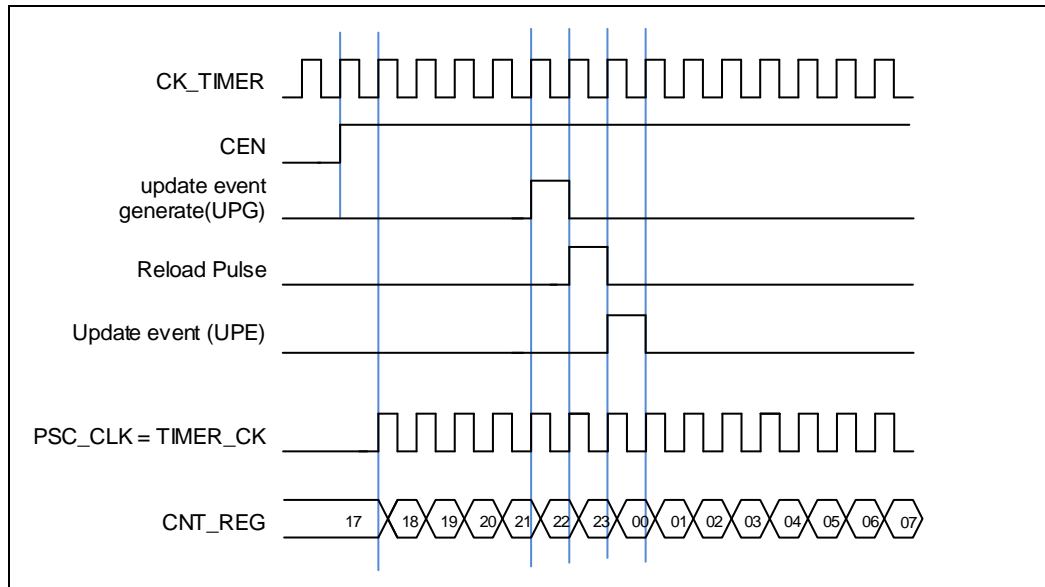 CK_TIMER
CEN
update event
generate(UPG)
Reload Pulse
Update event (UPE)
PSC_CLK = TIMER_CK
CNT_REG 17 18 19 20 21 22 23 00 01 02 03 04 05 06 07